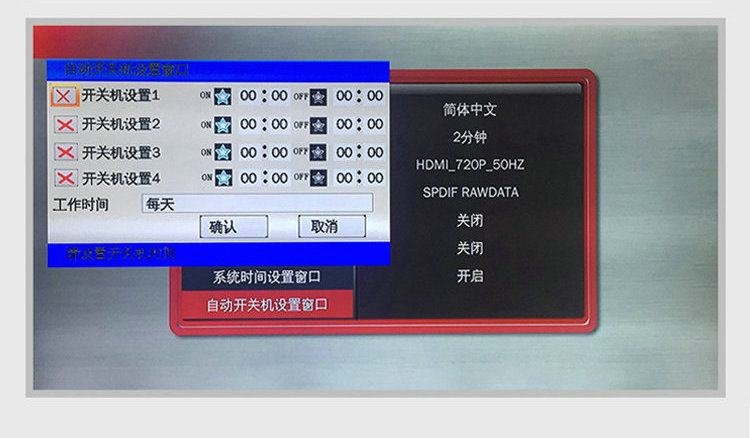 自动开关机设置窗口
开关机设置1 ON 00:00 OFF 00:00
开关机设置2 ON 00:00 OFF 00:00
开关机设置3 ON 00:00 OFF 00:00
开关机设置4 ON 00:00 OFF 00:00
工作时间 每天
确认 取消
简体中文
2分钟
HDMI_720P_50HZ
SPDIF RAWDATA
关闭
关闭
系统时间设置窗口 开启
自动开关机设置窗口